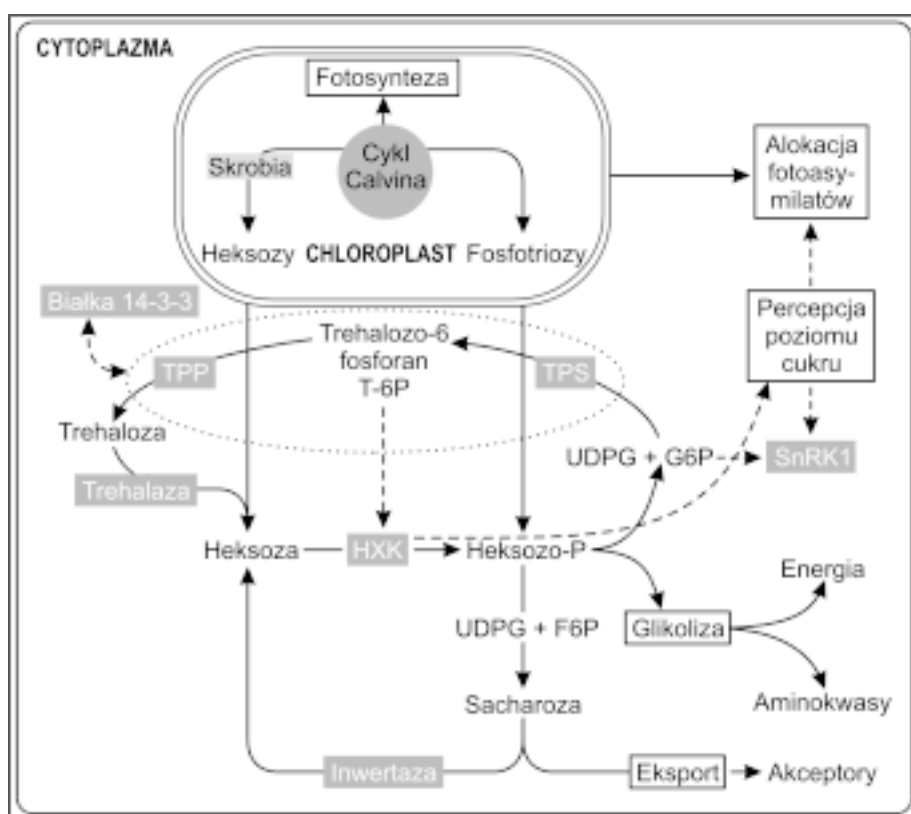 CYTOPLAZMA
Fotosynteza
Cykl
Calvina
Skrobia
Heksozy
CHLOROPLAST
Fosfotriozy
Alokacja
fotoasy-
milatów
Białka 14-3-3
Percepcja
poziomu
cukru
Trehalozo-6
fosforan
T-6P
TPP
TPS
Trehaloza
UDPG + G6P
SnRK1
Trehalaza
Heksoza
HXK
Heksozo-P
Energia
UDPG + F6P
Glikoliza
Sacharoza
Aminokwasy
Inwertaza
Eksport
Akceptory